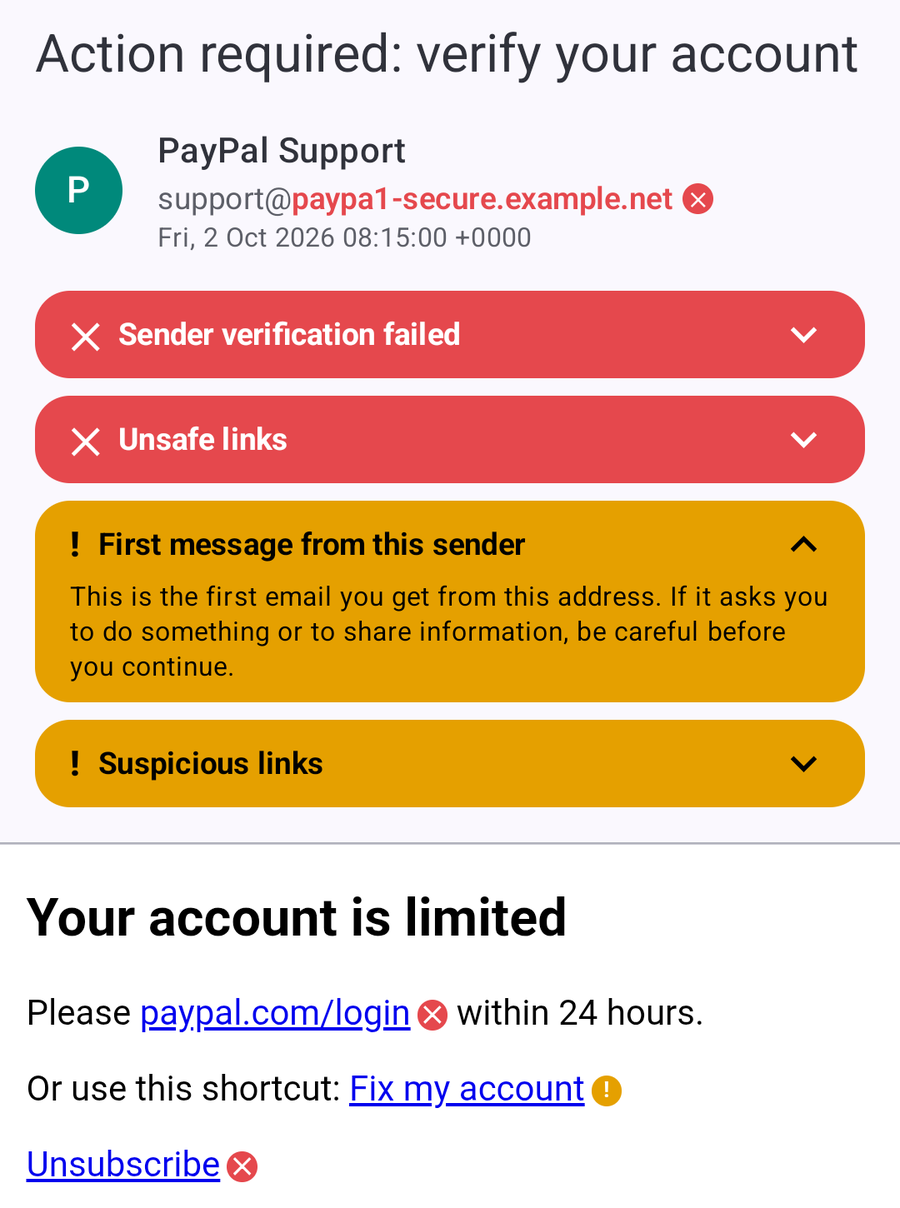 Action required: verify your account
P
PayPal Support
support@paypa1-secure.example.net
Fri, 2 Oct 2026 08:15:00 +0000
Sender verification failed
Unsafe links
! First message from this sender
This is the first email you get from this address. If it asks you
to do something or to share information, be careful before
you continue.
! Suspicious links
Your account is limited
Please paypal.com/login within 24 hours.
Or use this shortcut: Fix my account !
Unsubscribe